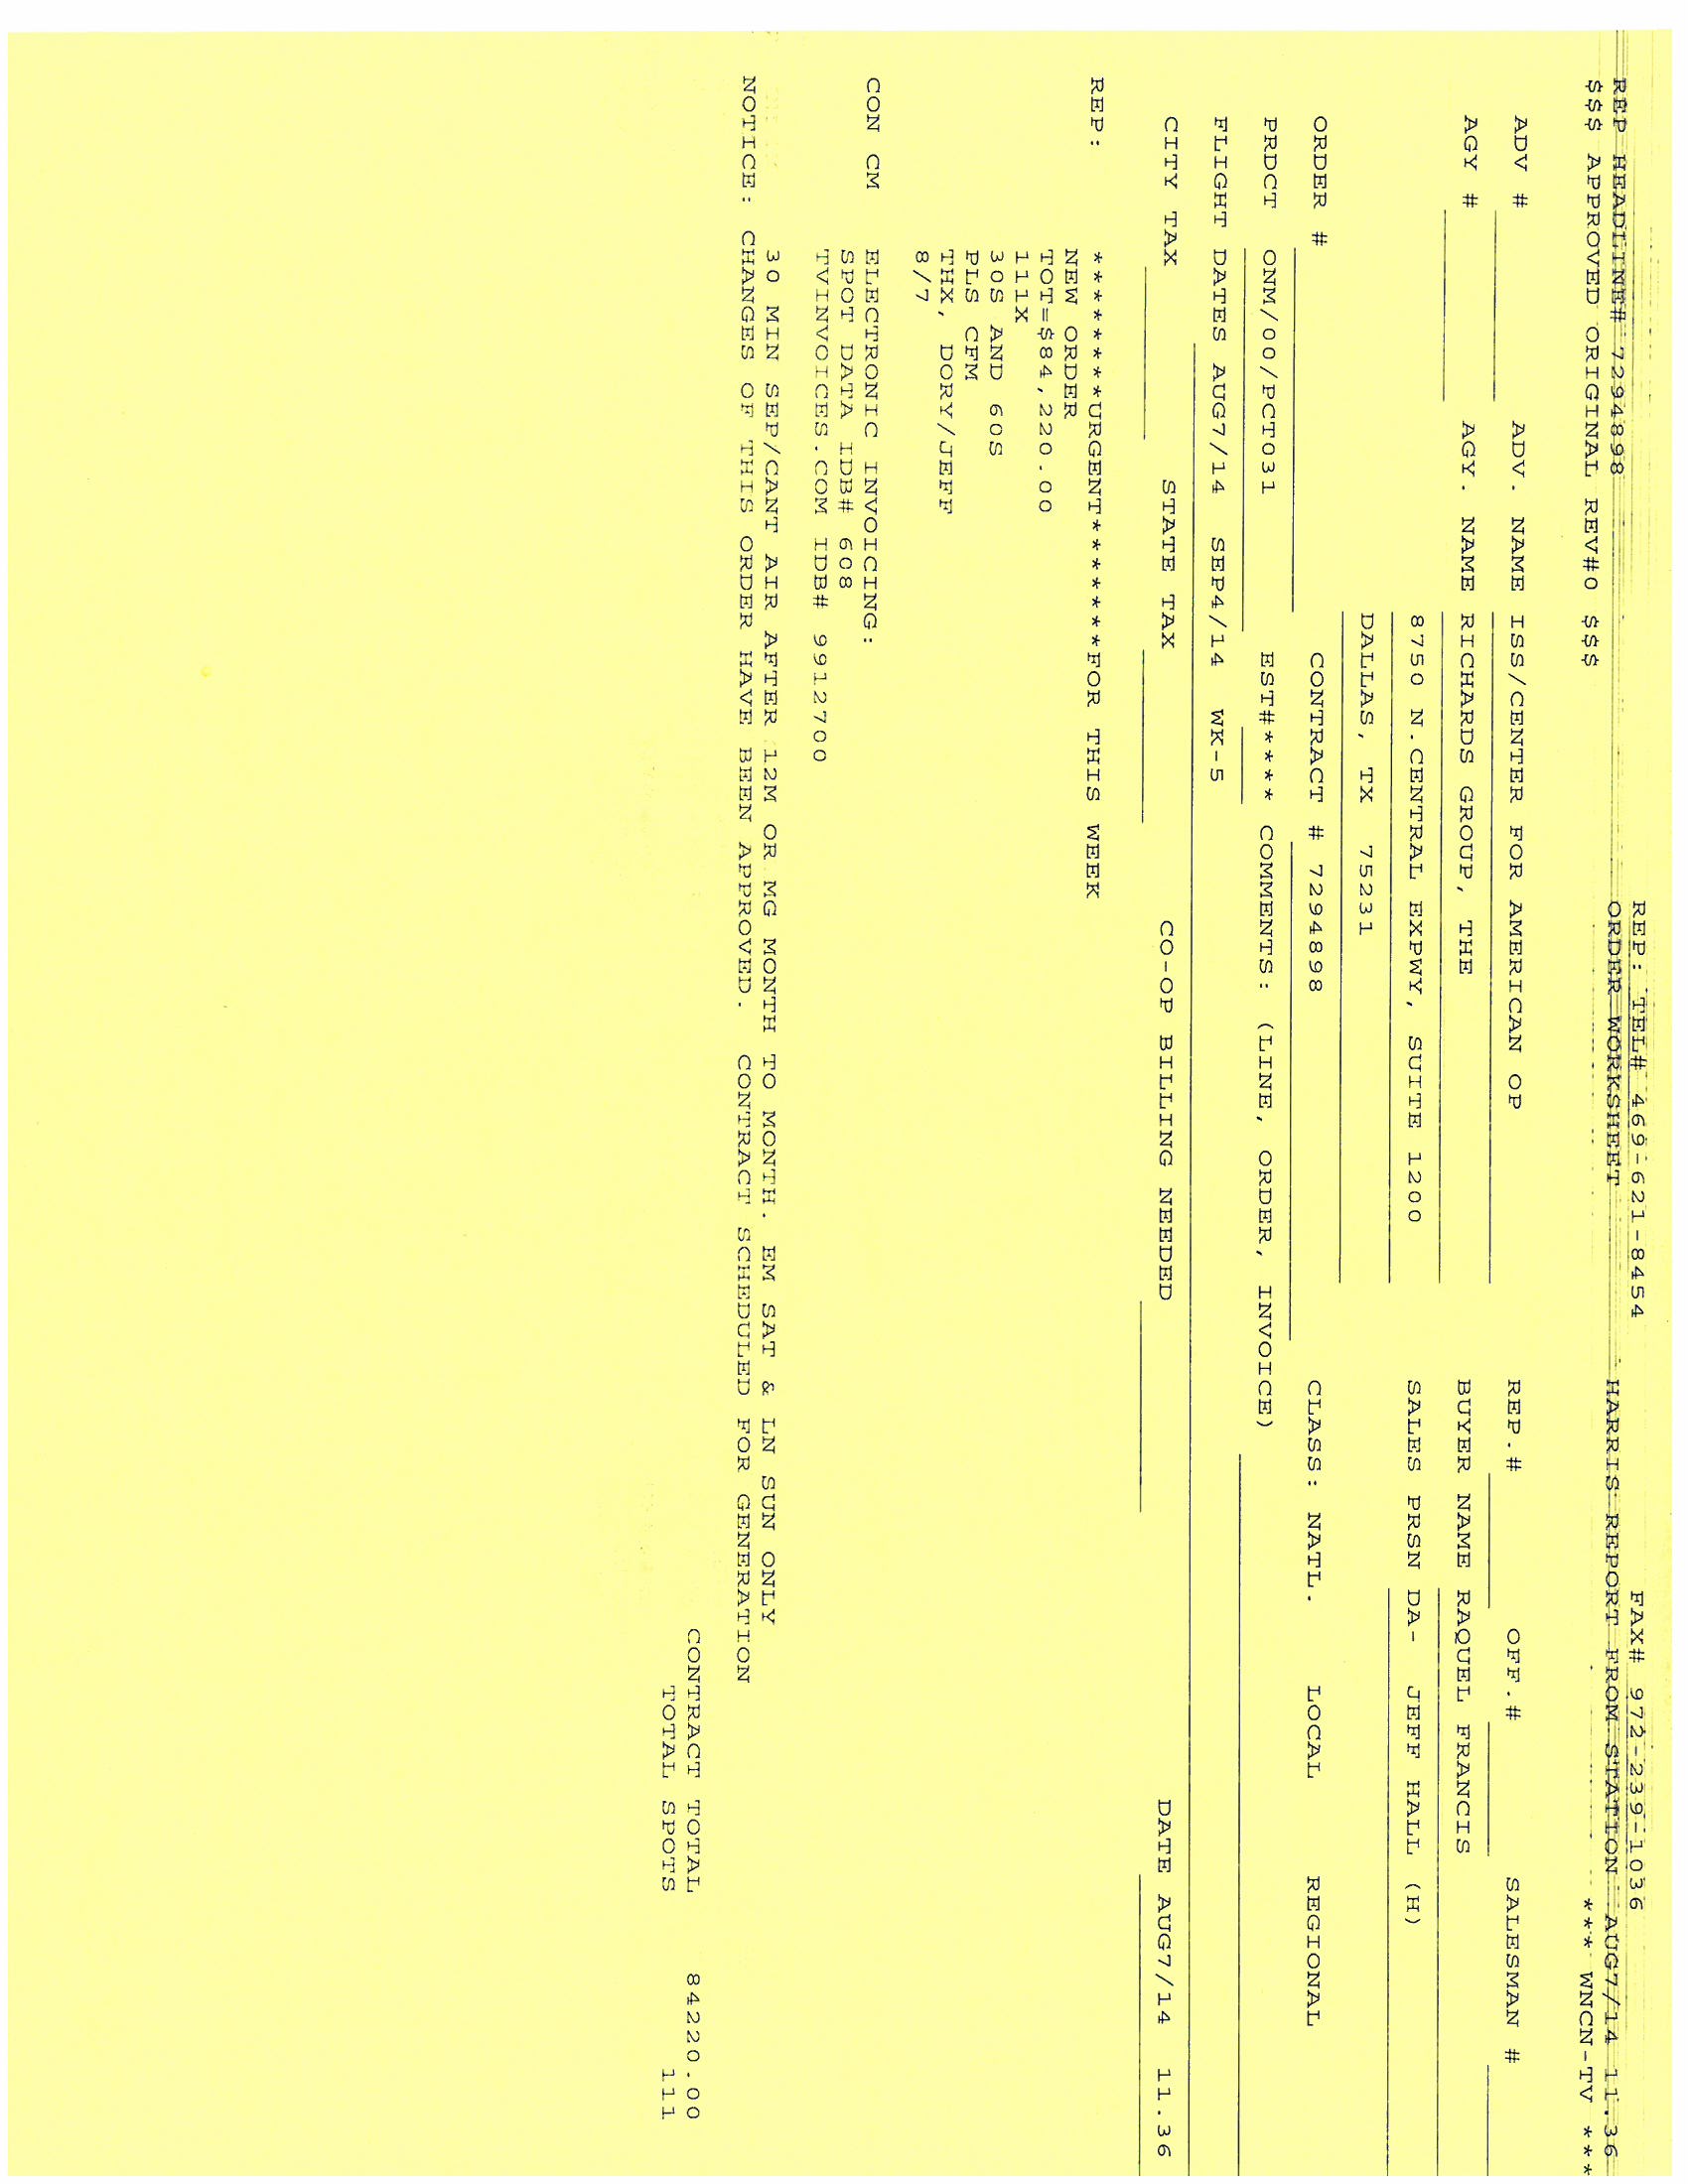 REP: TEL# 469-621-8454 FAX# 972-239-1036
REP HEADLINE# 7294898 ORDER WORKSHEET HARRIS REPORT FROM STATION AUG7/14 11.36
$$$ APPROVED ORIGINAL REV#0 $$$ *** WNCN-TV ***
ADV # ADV. NAME ISS/CENTER FOR AMERICAN OP REP.# OFF.# SALESMAN #
AGY # AGY. NAME RICHARDS GROUP, THE BUYER NAME RAQUEL FRANCIS
8750 N.CENTRAL EXPWY, SUITE 1200 SALES PRSN DA- JEFF HALL (H)
DALLAS, TX 75231
ORDER # CONTRACT # 7294898 CLASS: NATL. LOCAL REGIONAL
PRDCT ONM/00/PCT031 EST#**** COMMENTS: (LINE, ORDER, INVOICE)
FLIGHT DATES AUG7/14 SEP4/14 WK-5
CITY TAX STATE TAX CO-OP BILLING NEEDED DATE AUG7/14 11.36
REP: ********URGENT********FOR THIS WEEK
NEW ORDER
TOT=$84,220.00
111X
30S AND 60S
PLS CFM
THX, DORY/JEFF
8/7
CON CM ELECTRONIC INVOICING:
SPOT DATA IDB# 608
TVINVOICES.COM IDB# 9912700
30 MIN SEP/CANT AIR AFTER 12M OR MG MONTH TO MONTH. EM SAT & LN SUN ONLY
NOTICE: CHANGES OF THIS ORDER HAVE BEEN APPROVED. CONTRACT SCHEDULED FOR GENERATION
CONTRACT TOTAL 84220.00
TOTAL SPOTS 111